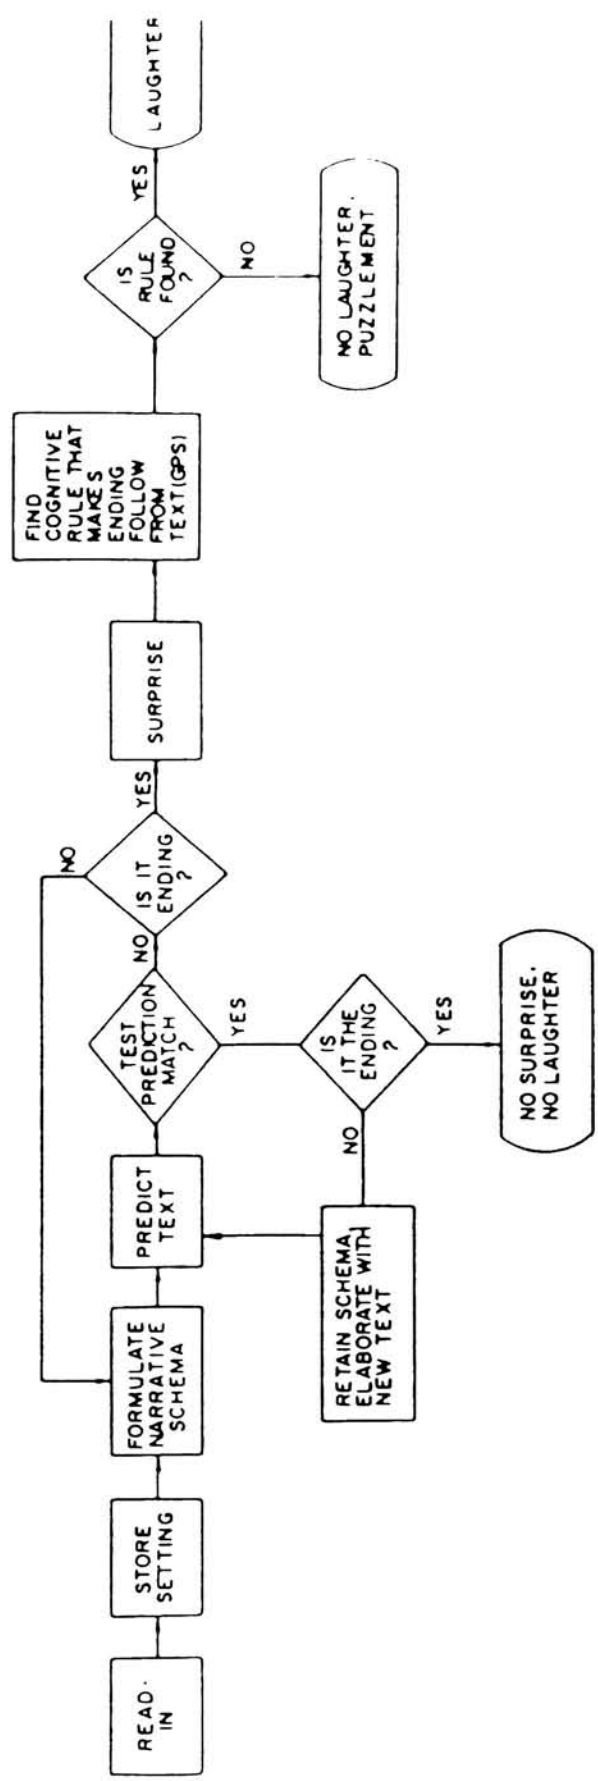 READ-
IN
STORE
SETTING
FORMULATE
NARRATIVE
SCHEMA
PREDICT
TEXT
TEST
PREDICTION
MATCH
?
NO
IS IT
ENDING
?
NO
YES
SURPRISE
FIND
COGNITIVE
RULE THAT
MAKES
ENDING
FOLLOW
FROM
TEXT(GPS)
IS
RULE
FOUND
?
YES
LAUGHTER
NO
NO LAUGHTER.
PUZZLEMENT
YES
IS
IT THE
ENDING
?
NO
RETAIN SCHEMA,
ELABORATE WITH
NEW TEXT
YES
NO SURPRISE.
NO LAUGHTER